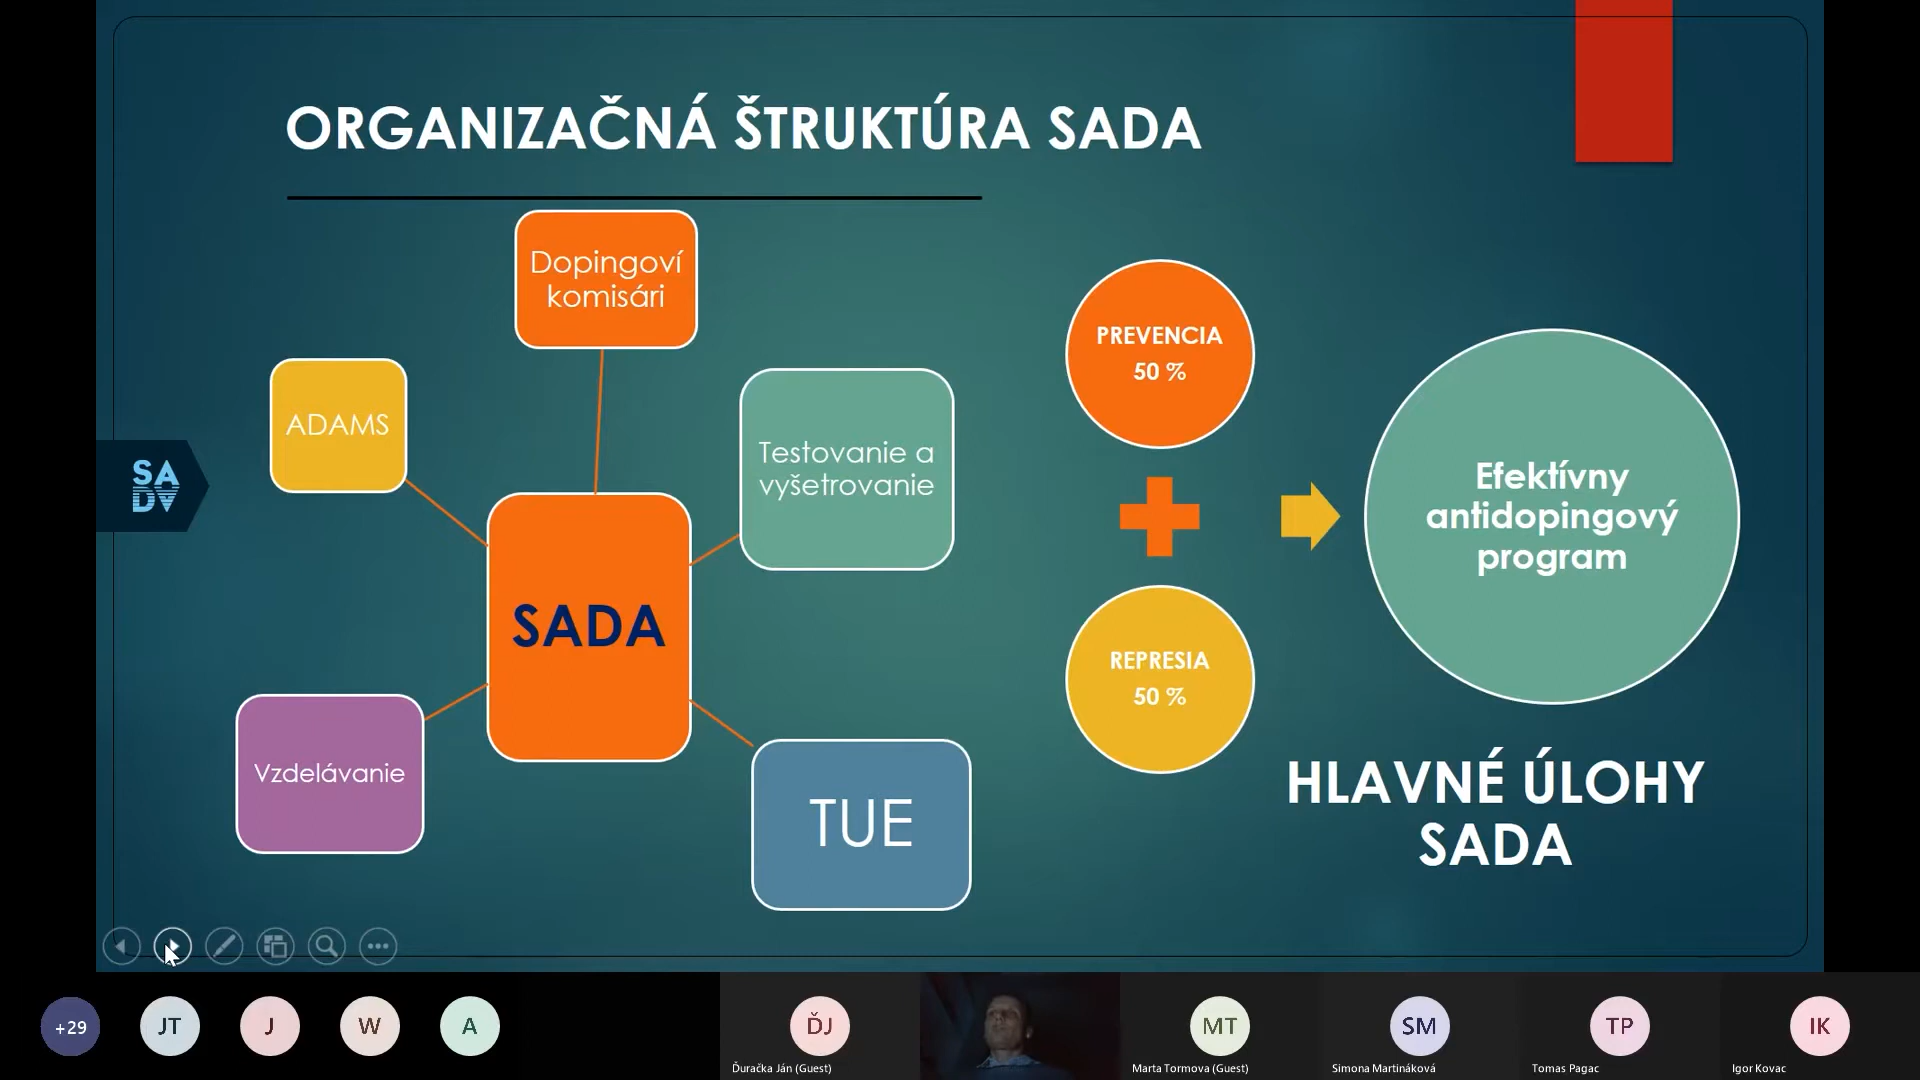 ORGANIZAČNÁ ŠTRUKTÚRA SADA
Dopingoví
komisári
ADAMS
Testovanie a
vyšetrovanie
SADA
Vzdelávanie
TUE
SA
DA
PREVENCIA
50 %
REPRESIA
50 %
Efektívny
antidopingový
program
HLAVNÉ ÚLOHY
SADA
+29
JT
J
W
A
ĎJ
Ďuračka Ján (Guest)
MT
Marta Tormova (Guest)
SM
Simona Martináková
TP
Tomas Pagac
IK
Igor Kovac